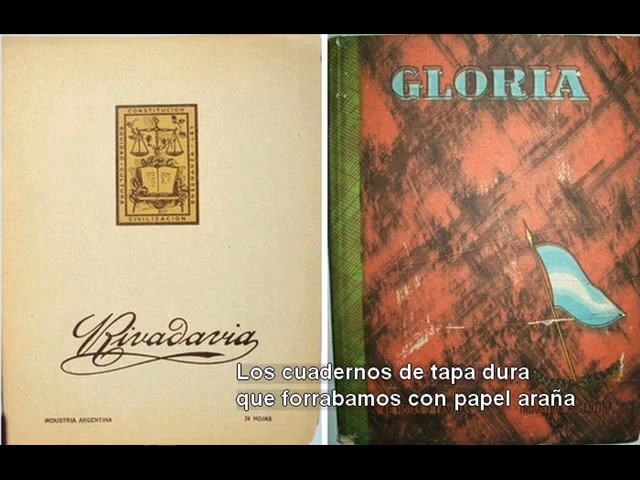 CONSTITUCION
CIVILIZACION
Rivadavia
INDUSTRIA ARGENTINA
24 HOJAS
GLORIA
Los cuadernos de tapa dura
que forrabamos con papel araña